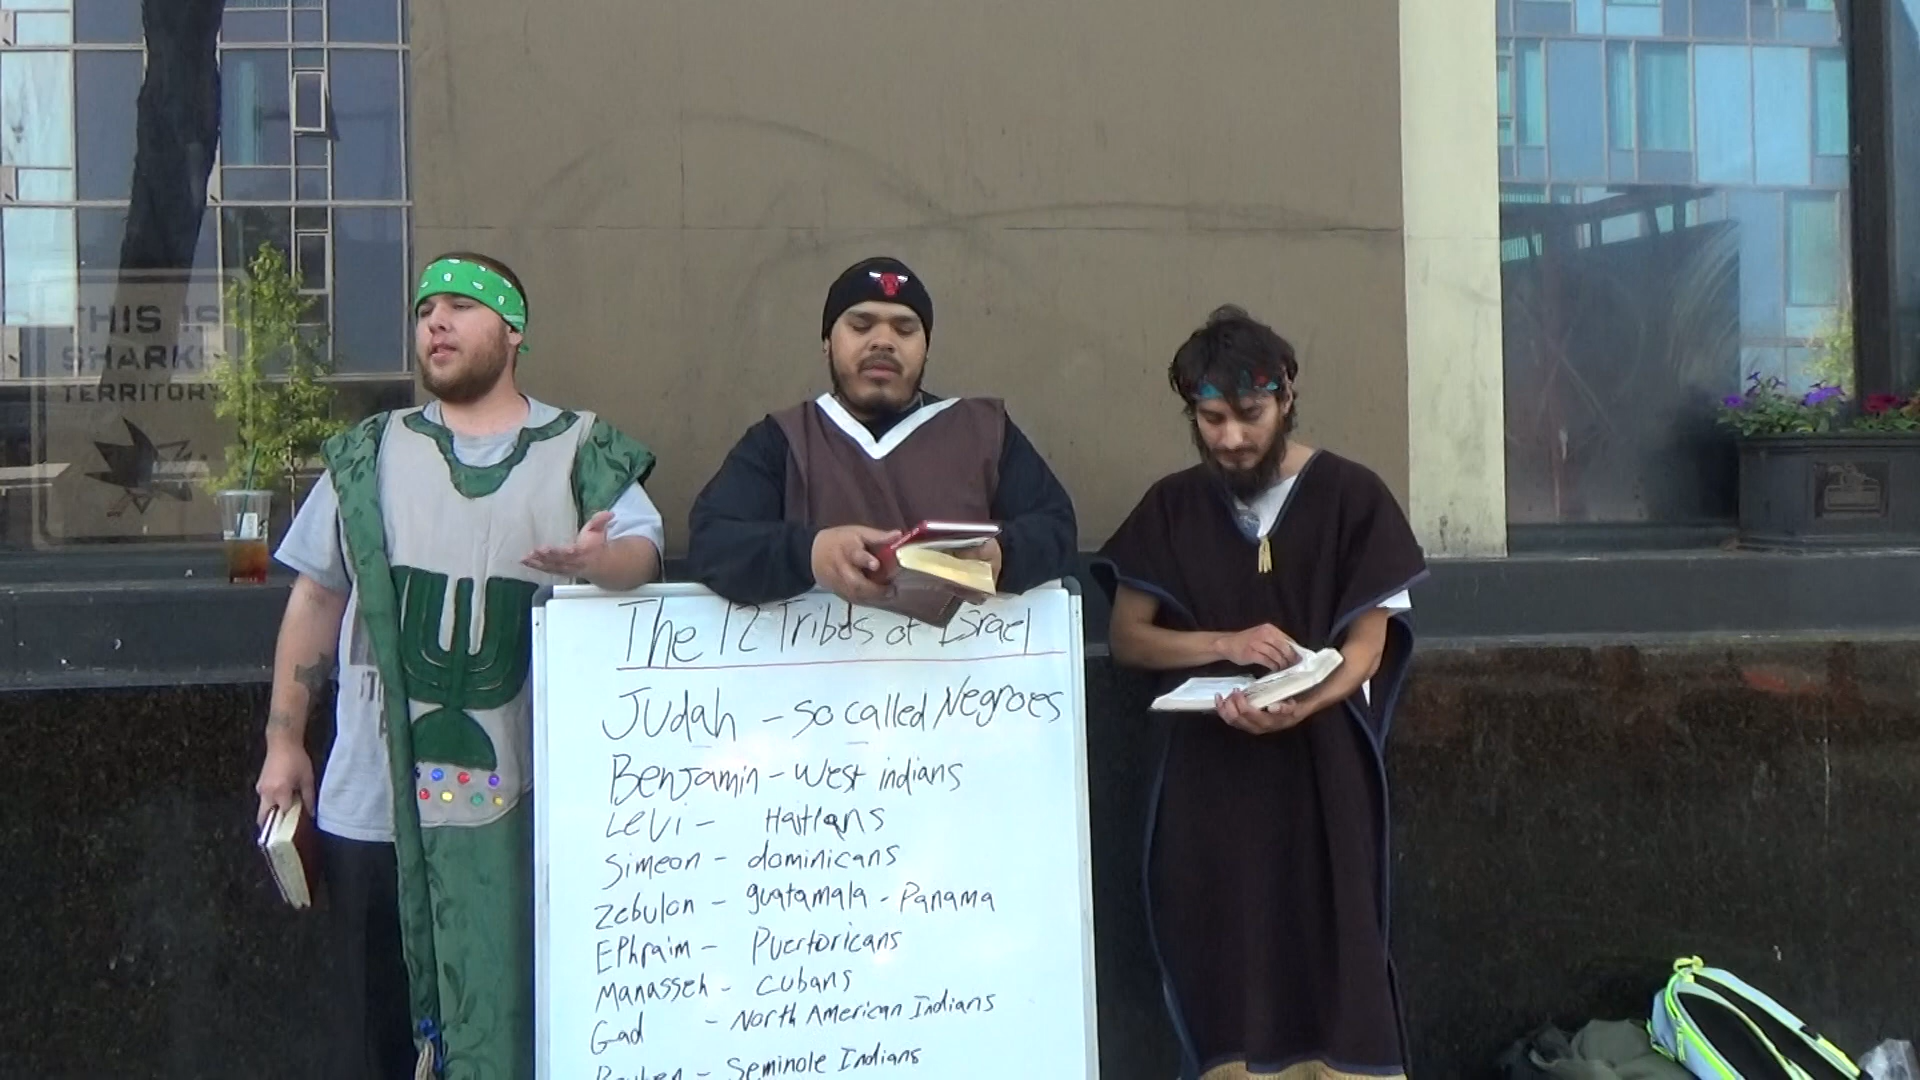 THIS IS
SHARKS
TERRITORY
The 12 Tribes of Israel
Judah - so called Negroes
Benjamin - West indians
Levi - Haitians
Simeon - dominicans
Zebulon - guatamala - Panama
Ephraim - Puertoricans
Manasseh - Cubans
Gad - North American Indians
Reuben - Seminole Indians